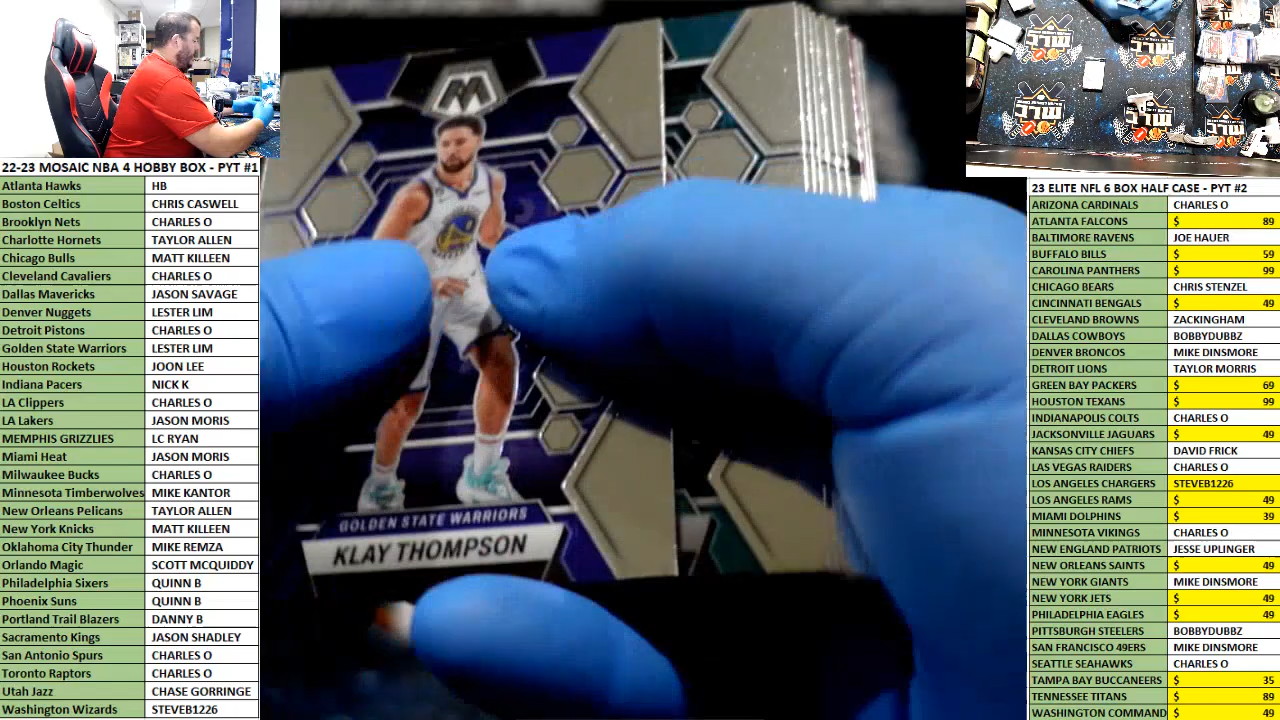 22-23 MOSAIC NBA 4 HOBBY BOX - PYT #1
Atlanta Hawks HB
Boston Celtics CHRIS CASWELL
Brooklyn Nets CHARLES O
Charlotte Hornets TAYLOR ALLEN
Chicago Bulls MATT KILLEEN
Cleveland Cavaliers CHARLES O
Dallas Mavericks JASON SAVAGE
Denver Nuggets LESTER LIM
Detroit Pistons CHARLES O
Golden State Warriors LESTER LIM
Houston Rockets JOON LEE
Indiana Pacers NICK K
LA Clippers CHARLES O
LA Lakers JASON MORIS
MEMPHIS GRIZZLIES LC RYAN
Miami Heat JASON MORIS
Milwaukee Bucks CHARLES O
Minnesota Timberwolves MIKE KANTOR
New Orleans Pelicans TAYLOR ALLEN
New York Knicks MATT KILLEEN
Oklahoma City Thunder MIKE REMZA
Orlando Magic SCOTT MCQUIDDY
Philadelphia Sixers QUINN B
Phoenix Suns QUINN B
Portland Trail Blazers DANNY B
Sacramento Kings JASON SHADLEY
San Antonio Spurs CHARLES O
Toronto Raptors CHARLES O
Utah Jazz CHASE GORRINGE
Washington Wizards STEVEB1226
M
GOLDEN STATE WARRIORS
KLAY THOMPSON
23 ELITE NFL 6 BOX HALF CASE - PYT #2
ARIZONA CARDINALS CHARLES O
ATLANTA FALCONS $ 89
BALTIMORE RAVENS JOE HAUER
BUFFALO BILLS $ 59
CAROLINA PANTHERS $ 99
CHICAGO BEARS CHRIS STENZEL
CINCINNATI BENGALS $ 49
CLEVELAND BROWNS ZACKINGHAM
DALLAS COWBOYS BOBBYDUBBZ
DENVER BRONCOS MIKE DINSMORE
DETROIT LIONS TAYLOR MORRIS
GREEN BAY PACKERS $ 69
HOUSTON TEXANS $ 99
INDIANAPOLIS COLTS CHARLES O
JACKSONVILLE JAGUARS $ 49
KANSAS CITY CHIEFS DAVID FRICK
LAS VEGAS RAIDERS CHARLES O
LOS ANGELES CHARGERS STEVEB1226
LOS ANGELES RAMS $ 49
MIAMI DOLPHINS $ 39
MINNESOTA VIKINGS CHARLES O
NEW ENGLAND PATRIOTS JESSE UPLINGER
NEW ORLEANS SAINTS $ 49
NEW YORK GIANTS MIKE DINSMORE
NEW YORK JETS $ 49
PHILADELPHIA EAGLES $ 49
PITTSBURGH STEELERS BOBBYDUBBZ
SAN FRANCISCO 49ERS MIKE DINSMORE
SEATTLE SEAHAWKS CHARLES O
TAMPA BAY BUCCANEERS $ 35
TENNESSEE TITANS $ 89
WASHINGTON COMMAND $ 49